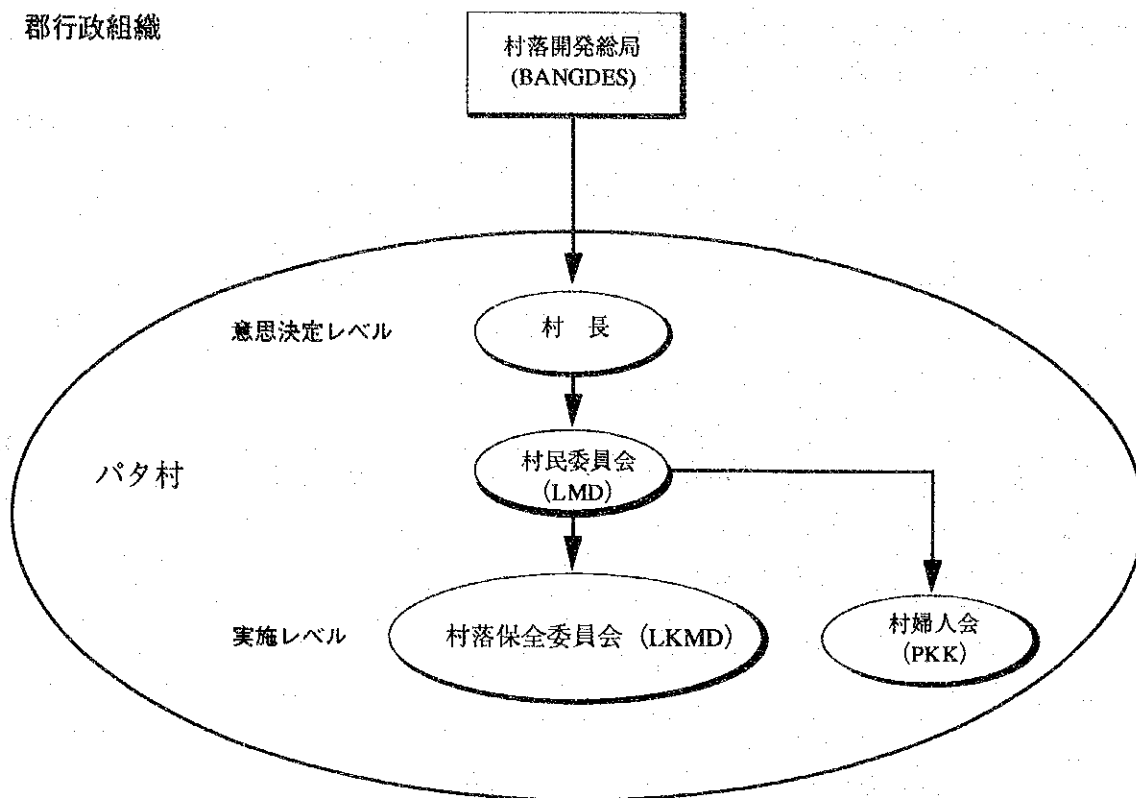 郡行政組織
村落開発総局
(BANGDES)
意思決定レベル
村　長
パタ村
村民委員会
(LMD)
実施レベル
村落保全委員会 (LKMD)
村婦人会
(PKK)